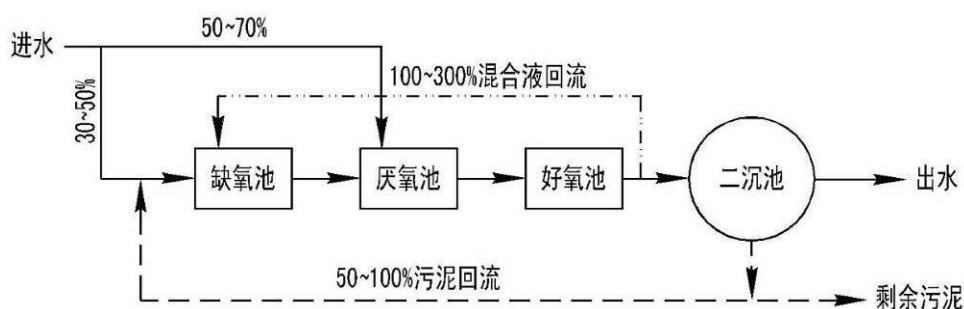 50~70%
进水
100~300%混合液回流
30~50%
缺氧池
厌氧池
好氧池
二沉池
出水
50~100%污泥回流
剩余污泥